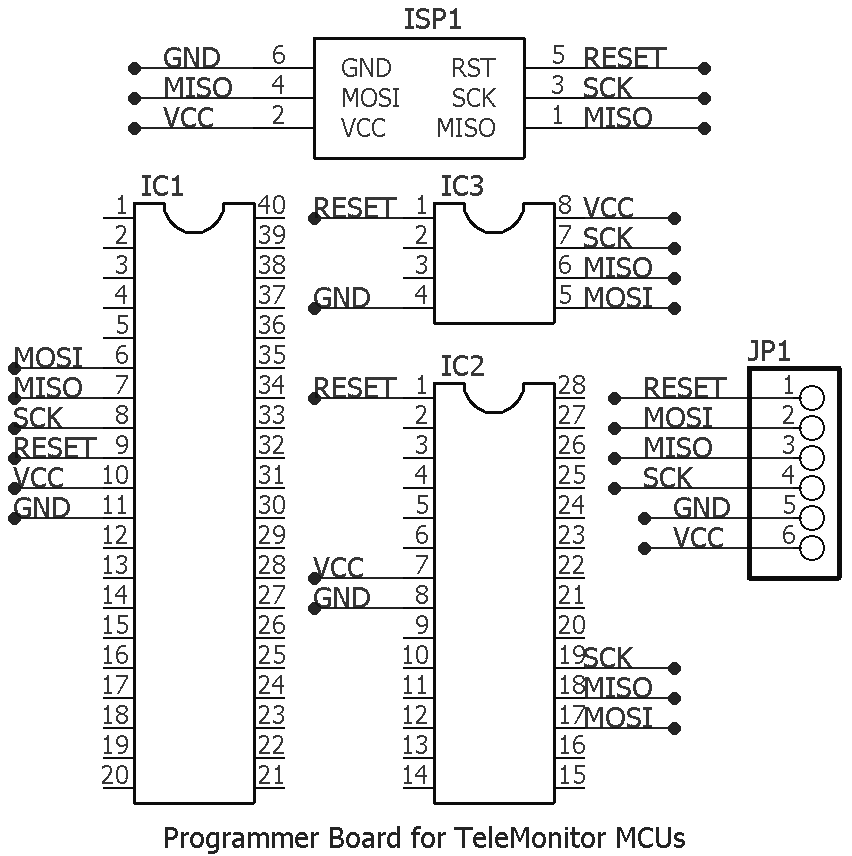 ISP1
GND 6 GND RST 5 RESET
MISO 4 MOSI SCK 3 SCK
VCC 2 VCC MISO 1 MISO
IC1
1 40
2 39
3 38
4 37
5 36
MOSI 6 35
MISO 7 34
SCK 8 33
RESET 9 32
VCC 10 31
GND 11 30
12 29
13 28
14 27
15 26
16 25
17 24
18 23
19 22
20 21
IC3
RESET 1 8 VCC
2 7 SCK
3 6 MISO
GND 4 5 MOSI
IC2
RESET 1 28
2 27
3 26
4 25
5 24
6 23
VCC 7 22
GND 8 21
9 20
10 19 SCK
11 18 MISO
12 17 MOSI
13 16
14 15
JP1
RESET 1
MOSI 2
MISO 3
SCK 4
GND 5
VCC 6
Programmer Board for TeleMonitor MCUs